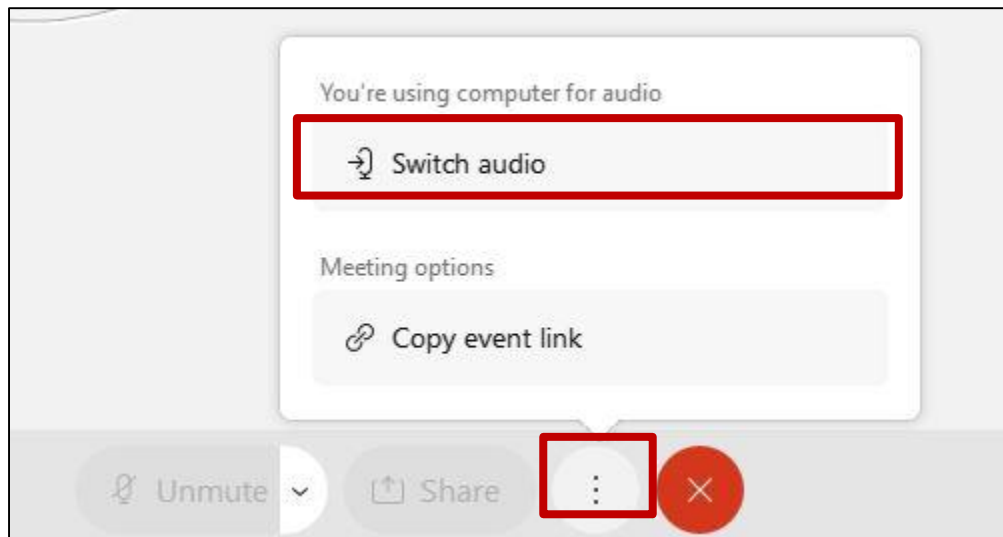 You're using computer for audio
Switch audio
Meeting options
Copy event link
Unmute
Share